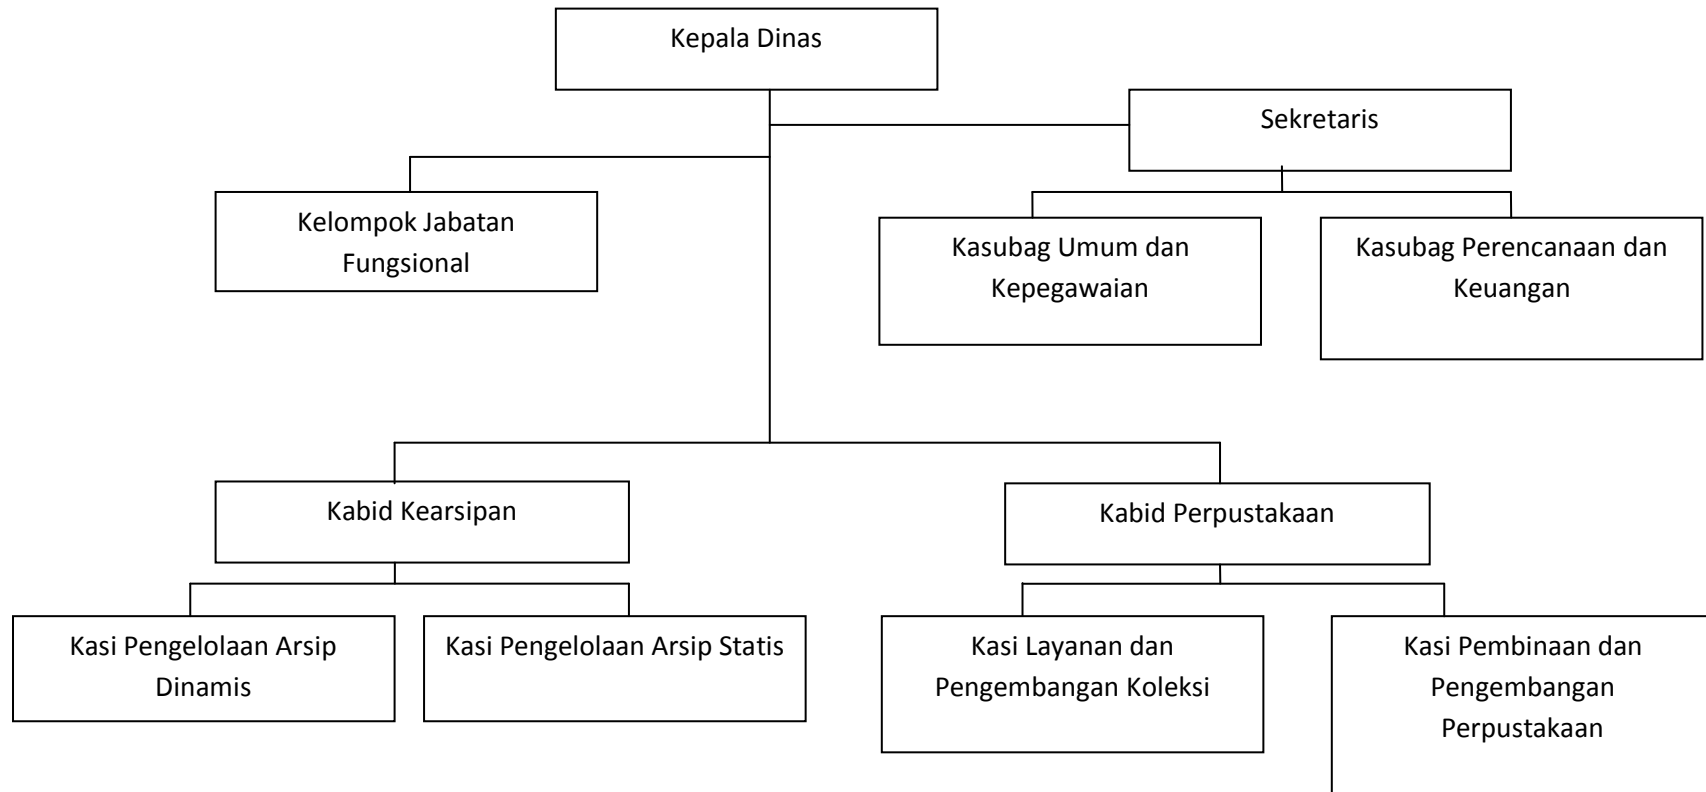 Kepala Dinas
Sekretaris
Kelompok Jabatan
Fungsional
Kasubag Umum dan
Kepegawaian
Kasubag Perencanaan dan
Keuangan
Kabid Kearsipan
Kabid Perpustakaan
Kasi Pengelolaan Arsip
Dinamis
Kasi Pengelolaan Arsip Statis
Kasi Layanan dan
Pengembangan Koleksi
Kasi Pembinaan dan
Pengembangan
Perpustakaan